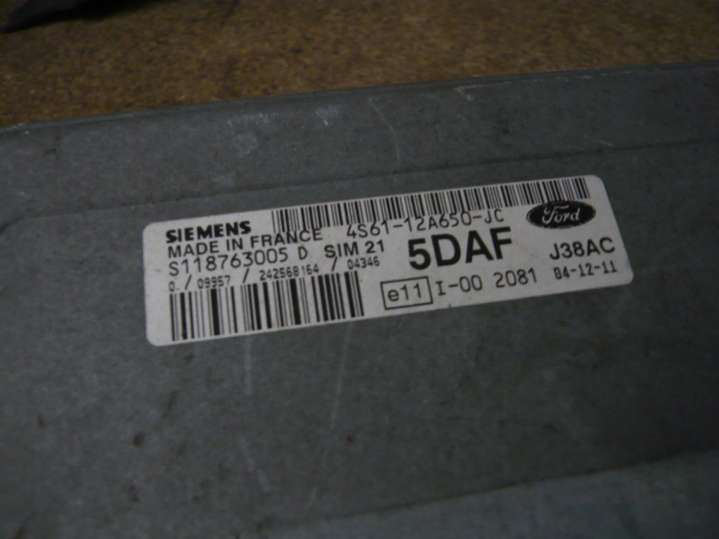 SIEMENS
MADE IN FRANCE 4S61-12A650-JC Ford
S118763005 D SIM 21 5DAF J38AC
0 / 09957 / 242568164 / 04346
e11 I-00 2081 04-12-11